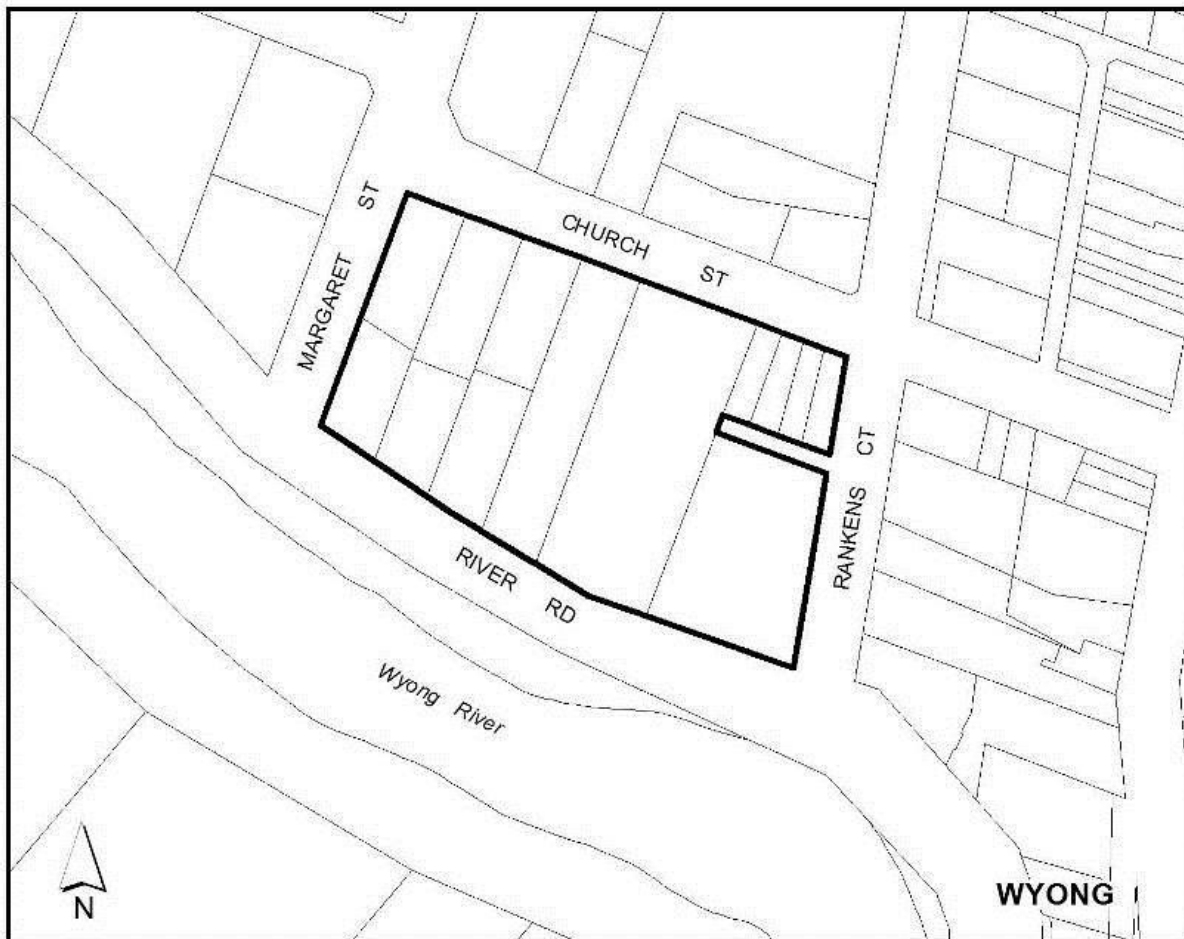 CHURCH ST
MARGARET ST
RANKENS CT
RIVER RD
Wyong River
WYONG
N